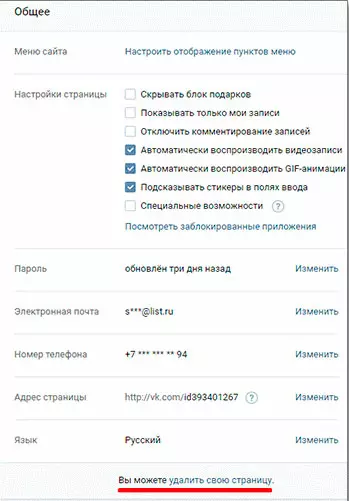 Общее
Меню сайта Настроить отображение пунктов меню
Настройки страницы Скрывать блок подарков
Показывать только мои записи
Отключить комментирование записей
Автоматически воспроизводить видеозаписи
Автоматически воспроизводить GIF-анимации
Подсказывать стикеры в полях ввода
Специальные возможности ?
Посмотреть заблокированные приложения
Пароль обновлён три дня назад Изменить
Электронная почта s***@list.ru Изменить
Номер телефона +7 *** *** ** 94 Изменить
Адрес страницы http://vk.com/id393401267 ? Изменить
Язык Русский Изменить
Вы можете удалить свою страницу.